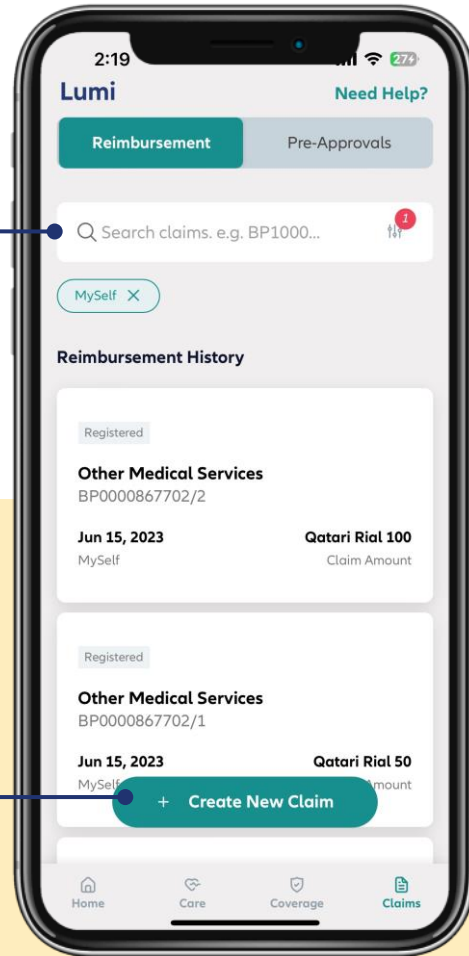 2:19
274
Lumi
Need Help?
Reimbursement
Pre-Approvals
Search claims. e.g. BP1000...
1
MySelf
Reimbursement History
Registered
Other Medical Services
BP0000867702/2
Jun 15, 2023
Qatari Rial 100
MySelf
Claim Amount
Registered
Other Medical Services
BP0000867702/1
Jun 15, 2023
Qatari Rial 50
MySelf
Amount
+ Create New Claim
Home
Care
Coverage
Claims